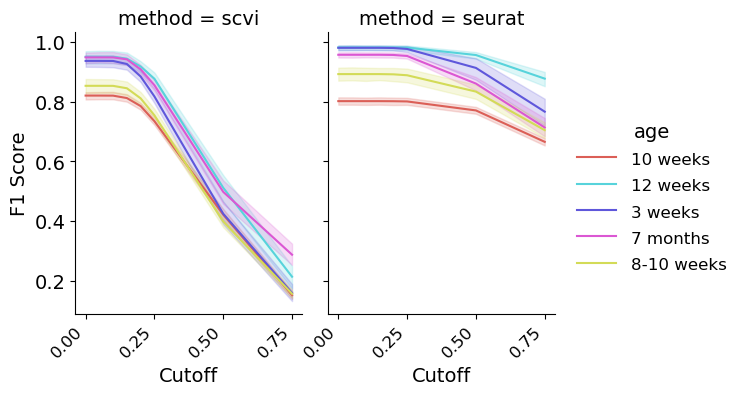 method = scvi
method = seurat
1.0
0.8
0.6
0.4
0.2
F1 Score
0.00
0.25
0.50
0.75
0.00
0.25
0.50
0.75
Cutoff
Cutoff
age
10 weeks
12 weeks
3 weeks
7 months
8-10 weeks